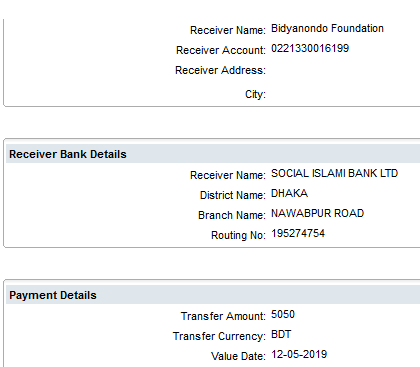 Receiver Name: Bidyanondo Foundation
Receiver Account: 0221330016199
Receiver Address:
City:
Receiver Bank Details
Receiver Name: SOCIAL ISLAMI BANK LTD
District Name: DHAKA
Branch Name: NAWABPUR ROAD
Routing No: 195274754
Payment Details
Transfer Amount: 5050
Transfer Currency: BDT
Value Date: 12-05-2019